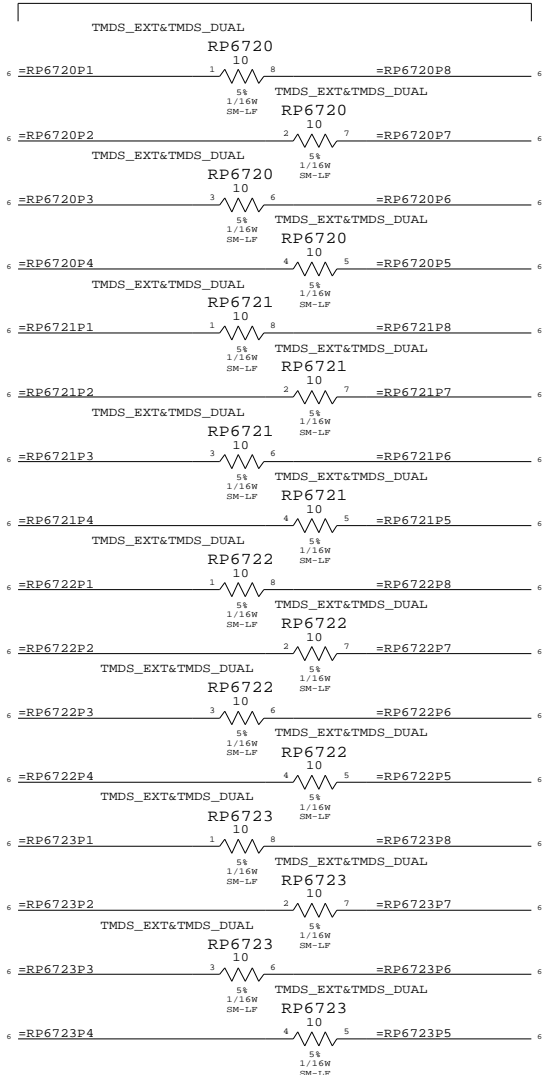 TMDS_EXT&TMDS_DUAL
RP6720
10
6 =RP6720P1 1 8 =RP6720P8 6
5%
1/16W
SM-LF
TMDS_EXT&TMDS_DUAL
RP6720
10
6 =RP6720P2 2 7 =RP6720P7 6
5%
1/16W
SM-LF
TMDS_EXT&TMDS_DUAL
RP6720
10
6 =RP6720P3 3 6 =RP6720P6 6
5%
1/16W
SM-LF
TMDS_EXT&TMDS_DUAL
RP6720
10
6 =RP6720P4 4 5 =RP6720P5 6
5%
1/16W
SM-LF
TMDS_EXT&TMDS_DUAL
RP6721
10
6 =RP6721P1 1 8 =RP6721P8 6
5%
1/16W
SM-LF
TMDS_EXT&TMDS_DUAL
RP6721
10
6 =RP6721P2 2 7 =RP6721P7 6
5%
1/16W
SM-LF
TMDS_EXT&TMDS_DUAL
RP6721
10
6 =RP6721P3 3 6 =RP6721P6 6
5%
1/16W
SM-LF
TMDS_EXT&TMDS_DUAL
RP6721
10
6 =RP6721P4 4 5 =RP6721P5 6
5%
1/16W
SM-LF
TMDS_EXT&TMDS_DUAL
RP6722
10
6 =RP6722P1 1 8 =RP6722P8 6
5%
1/16W
SM-LF
TMDS_EXT&TMDS_DUAL
RP6722
10
6 =RP6722P2 2 7 =RP6722P7 6
5%
1/16W
SM-LF
TMDS_EXT&TMDS_DUAL
RP6722
10
6 =RP6722P3 3 6 =RP6722P6 6
5%
1/16W
SM-LF
TMDS_EXT&TMDS_DUAL
RP6722
10
6 =RP6722P4 4 5 =RP6722P5 6
5%
1/16W
SM-LF
TMDS_EXT&TMDS_DUAL
RP6723
10
6 =RP6723P1 1 8 =RP6723P8 6
5%
1/16W
SM-LF
TMDS_EXT&TMDS_DUAL
RP6723
10
6 =RP6723P2 2 7 =RP6723P7 6
5%
1/16W
SM-LF
TMDS_EXT&TMDS_DUAL
RP6723
10
6 =RP6723P3 3 6 =RP6723P6 6
5%
1/16W
SM-LF
TMDS_EXT&TMDS_DUAL
RP6723
10
6 =RP6723P4 4 5 =RP6723P5 6
5%
1/16W
SM-LF